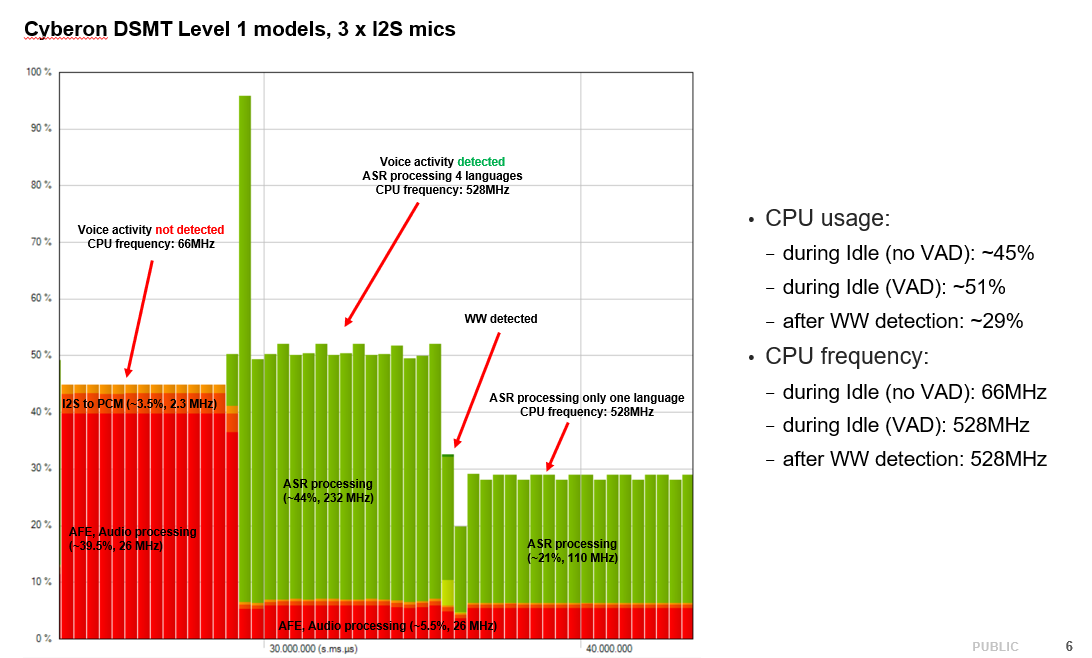 Cyberon DSMT Level 1 models, 3 x I2S mics
100 %
90 %
80 %
70 %
60 %
50 %
40 %
30 %
20 %
10 %
0 %
Voice activity not detected
CPU frequency: 66MHz
Voice activity detected
ASR processing 4 languages
CPU frequency: 528MHz
WW detected
ASR processing only one language
CPU frequency: 528MHz
I2S to PCM (~3.5%, 2.3 MHz)
AFE, Audio processing
(~39.5%, 26 MHz)
ASR processing
(~44%, 232 MHz)
ASR processing
(~21%, 110 MHz)
AFE, Audio processing (~5.5%, 26 MHz)
30.000.000 (s.ms.µs)
40.000.000
• CPU usage:
– during Idle (no VAD): ~45%
– during Idle (VAD): ~51%
– after WW detection: ~29%
• CPU frequency:
– during Idle (no VAD): 66MHz
– during Idle (VAD): 528MHz
– after WW detection: 528MHz
PUBLIC
6